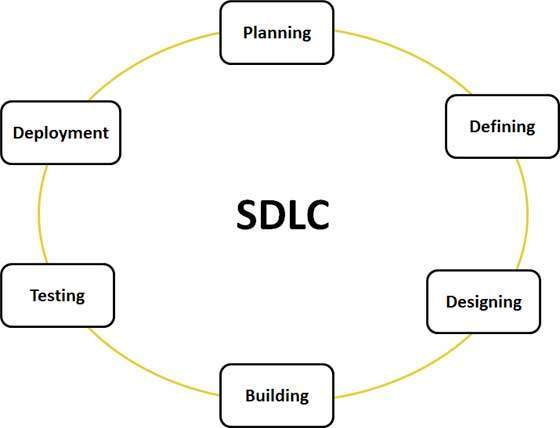 Planning
Defining
Designing
Building
Testing
Deployment
SDLC